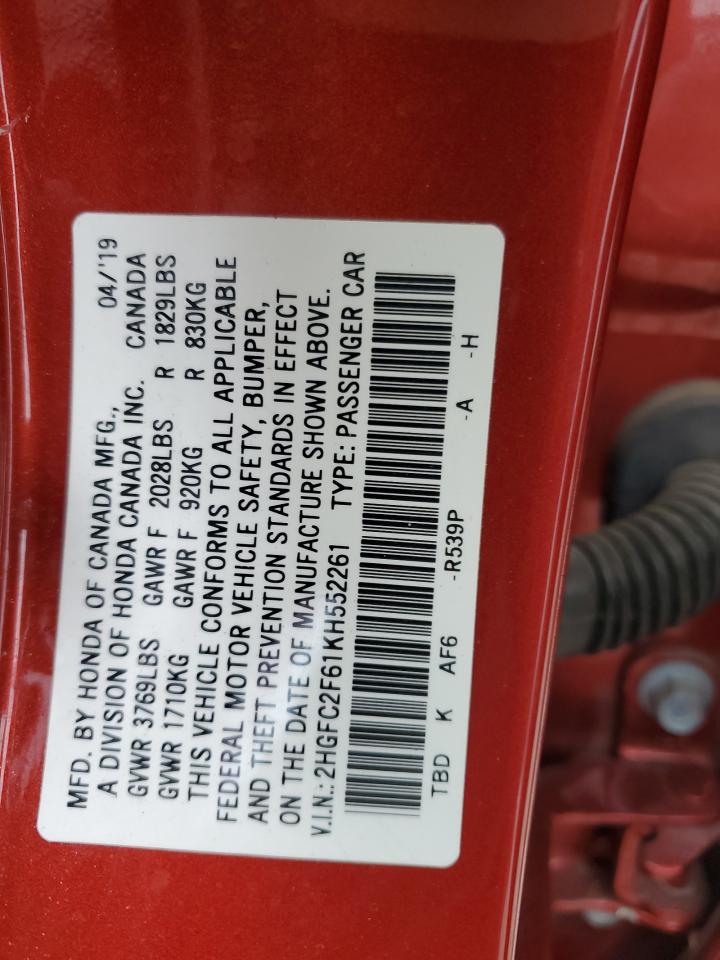 MFD. BY HONDA OF CANADA MFG., 04/'19
A DIVISION OF HONDA CANADA INC. CANADA
GVWR 3769LBS GAWR F 2028LBS R 1829LBS
GVWR 1710KG GAWR F 920KG R 830KG
THIS VEHICLE CONFORMS TO ALL APPLICABLE
FEDERAL MOTOR VEHICLE SAFETY, BUMPER,
AND THEFT PREVENTION STANDARDS IN EFFECT
ON THE DATE OF MANUFACTURE SHOWN ABOVE.
V.I.N.: 2HGFC2F61KH552261 TYPE: PASSENGER CAR
TBD K AF6 -R539P -A -H